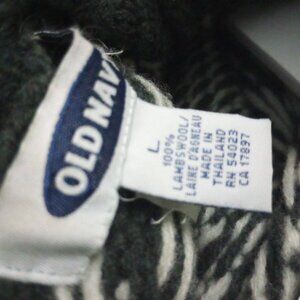 OLD NAVY
L
100%
LAMBSWOOL/
LAINE D'AGNEAU
MADE IN
THAILAND
RN 54023
CA 17897